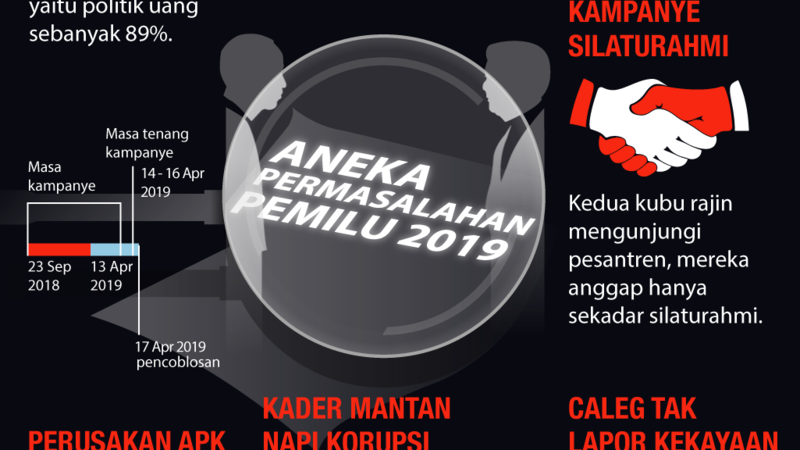 yaitu politik uang
sebanyak 89%.
KAMPANYE
SILATURAHMI
Masa tenang
kampanye
14 - 16 Apr
2019
Masa
kampanye
23 Sep
2018
13 Apr
2019
17 Apr 2019
pencoblosan
ANEKA
PERMASALAHAN
PEMILU 2019
Kedua kubu rajin
mengunjungi
pesantren, mereka
anggap hanya
sekadar silaturahmi.
PERUSAKAN APK
KADER MANTAN
NAPI KORUPSI
CALEG TAK
LAPOR KEKAYAAN